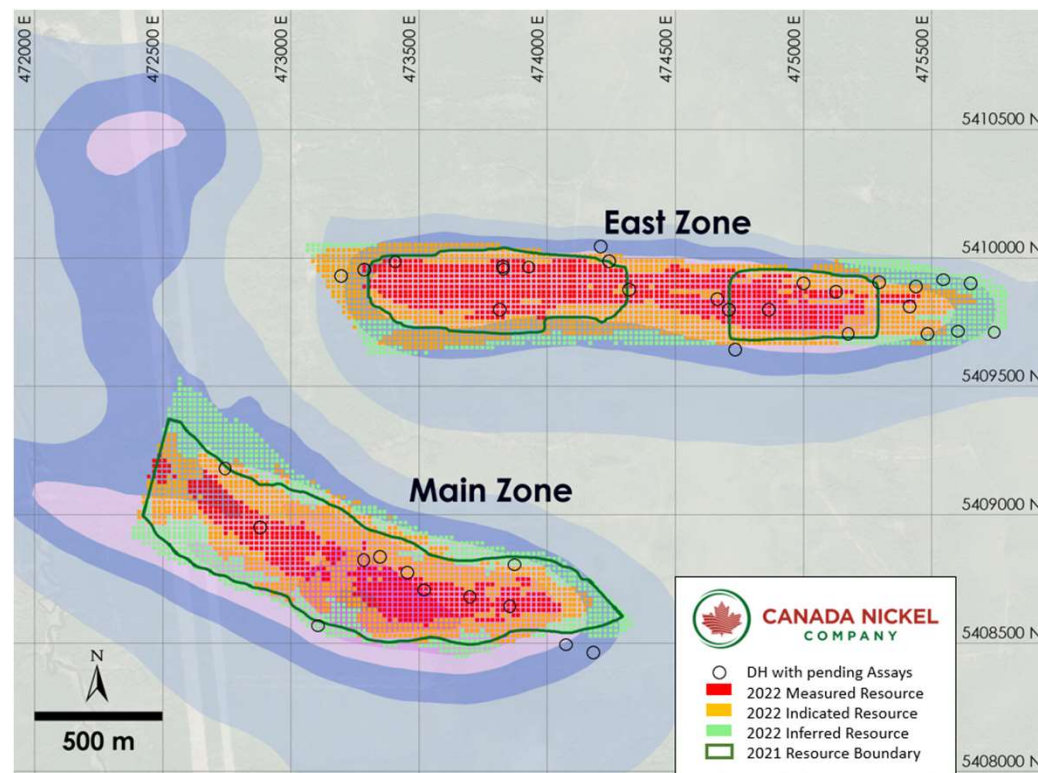 472000 E
472500 E
473000 E
473500 E
474000 E
474500 E
475000 E
475500 E
5410500 N
5410000 N
East Zone
5409500 N
Main Zone
5409000 N
5408500 N
5408000 N
N
500 m
CANADA NICKEL
COMPANY
DH with pending Assays
2022 Measured Resource
2022 Indicated Resource
2022 Inferred Resource
2021 Resource Boundary